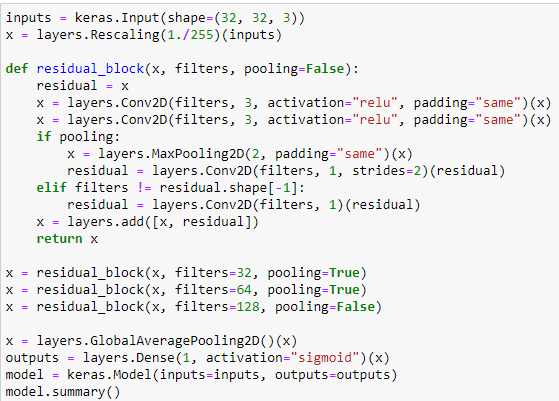 inputs = keras.Input(shape=(32, 32, 3))
x = layers.Rescaling(1./255)(inputs)

def residual_block(x, filters, pooling=False):
    residual = x
    x = layers.Conv2D(filters, 3, activation="relu", padding="same")(x)
    x = layers.Conv2D(filters, 3, activation="relu", padding="same")(x)
    if pooling:
        x = layers.MaxPooling2D(2, padding="same")(x)
        residual = layers.Conv2D(filters, 1, strides=2)(residual)
    elif filters != residual.shape[-1]:
        residual = layers.Conv2D(filters, 1)(residual)
    x = layers.add([x, residual])
    return x

x = residual_block(x, filters=32, pooling=True)
x = residual_block(x, filters=64, pooling=True)
x = residual_block(x, filters=128, pooling=False)

x = layers.GlobalAveragePooling2D()(x)
outputs = layers.Dense(1, activation="sigmoid")(x)
model = keras.Model(inputs=inputs, outputs=outputs)
model.summary()